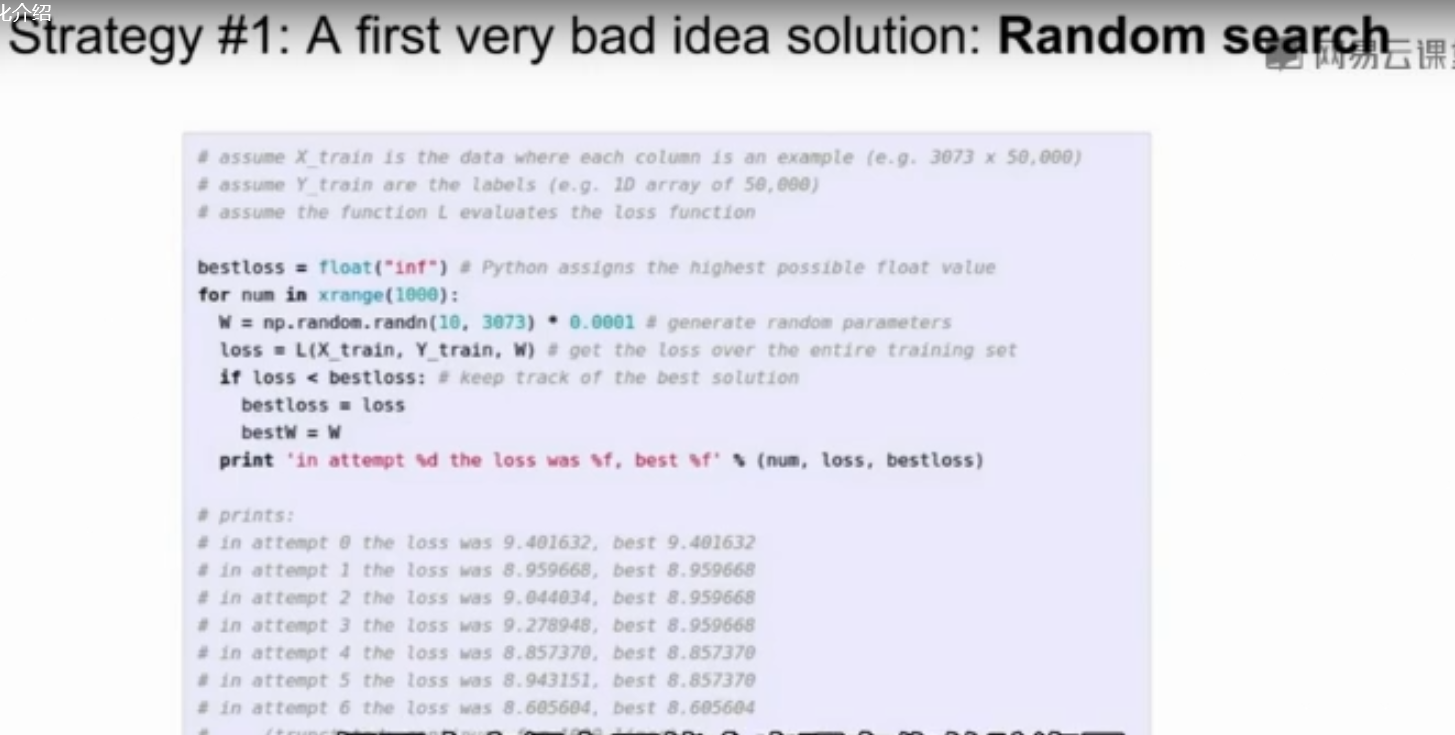 化介绍
Strategy #1: A first very bad idea solution: Random search
网易云课
# assume X_train is the data where each column is an example (e.g. 3073 x 50,000)
# assume Y_train are the labels (e.g. 1D array of 50,000)
# assume the function L evaluates the loss function
bestloss = float("inf") # Python assigns the highest possible float value
for num in xrange(1000):
W = np.random.randn(10, 3073) * 0.0001 # generate random parameters
loss = L(X_train, Y_train, W) # get the loss over the entire training set
if loss < bestloss: # keep track of the best solution
bestloss = loss
bestW = W
print 'in attempt %d the loss was %f, best %f' % (num, loss, bestloss)
# prints:
# in attempt 0 the loss was 9.401632, best 9.401632
# in attempt 1 the loss was 8.959668, best 8.959668
# in attempt 2 the loss was 9.044034, best 8.959668
# in attempt 3 the loss was 9.278948, best 8.959668
# in attempt 4 the loss was 8.857370, best 8.857370
# in attempt 5 the loss was 8.943151, best 8.857370
# in attempt 6 the loss was 8.605604, best 8.605604